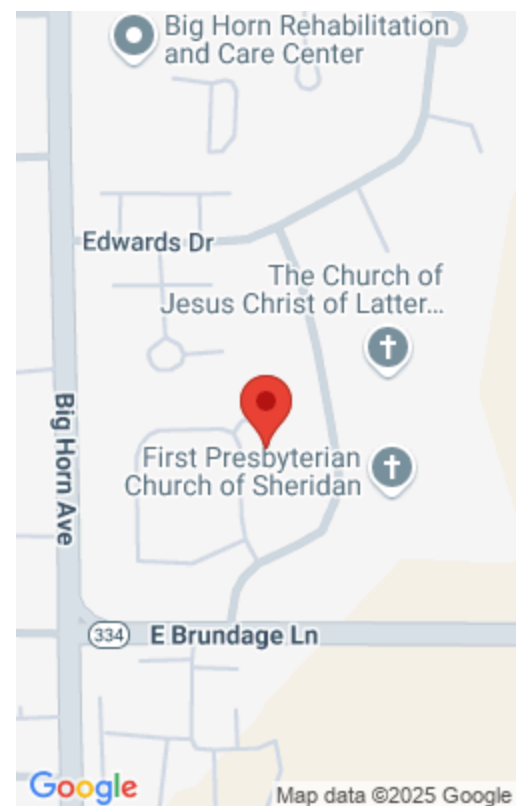 Big Horn Rehabilitation
and Care Center
Edwards Dr
The Church of
Jesus Christ of Latter...
Big Horn Ave
First Presbyterian
Church of Sheridan
334
E Brundage Ln
Google
Map data ©2025 Google